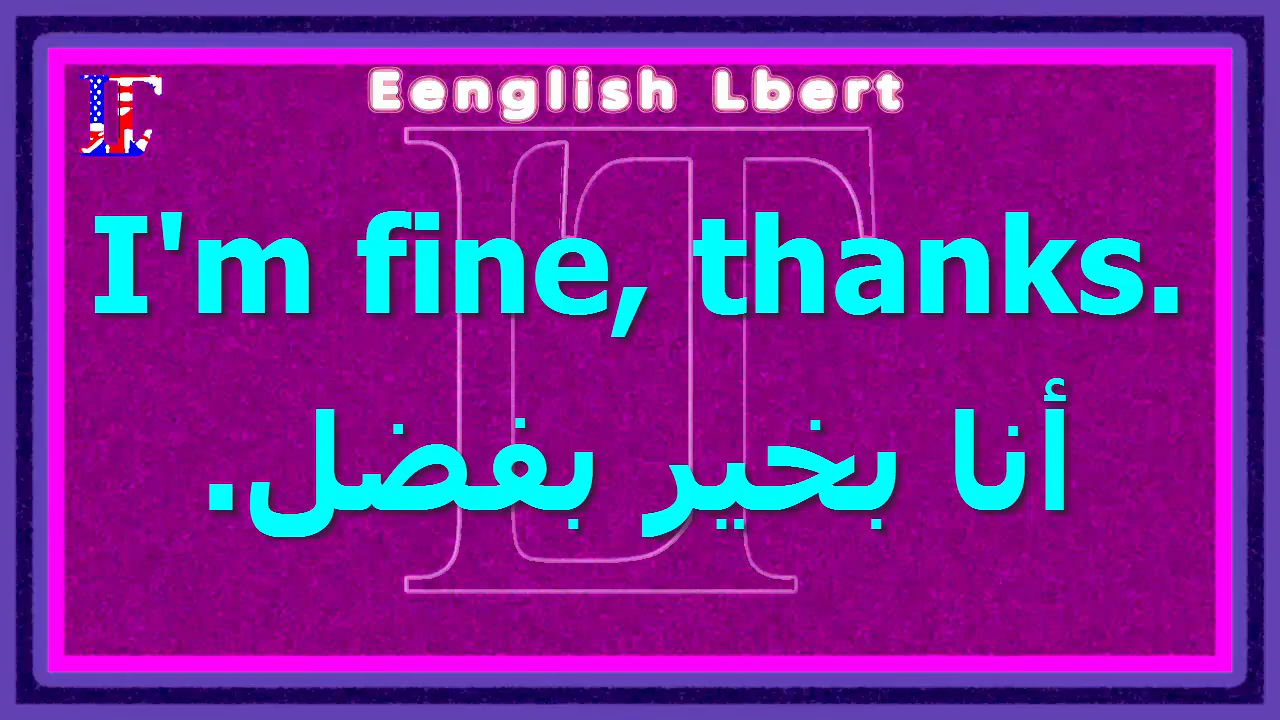 Eenglish Lbert
I'm fine, thanks.
أنا بخير بفضل.